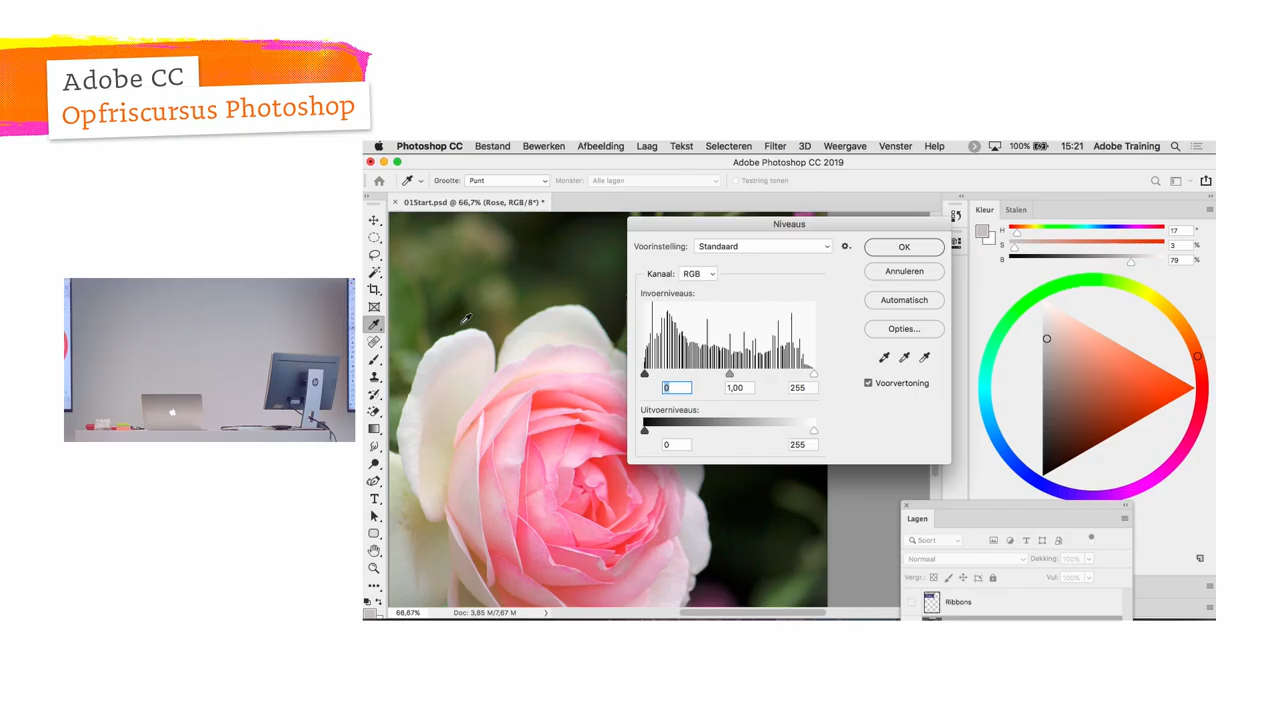 Adobe CC
Opfriscursus Photoshop
Photoshop CC Bestand Bewerken Afbeelding Laag Tekst Selecteren Filter 3D Weergave Venster Help 100% 15:21 Adobe Training
Adobe Photoshop CC 2019
Grootte: Punt Monster: Alle lagen Testring tonen
015tart.psd @ 66,7% (Rose, RGB/8*) *
Kleur Stalen
Niveaus
Voorinstelling: Standaard OK
Kanaal: RGB Annuleren
Invoerniveaus: Automatisch
Opties...
Voorvertoning
0 1,00 255
Uitvoerniveaus:
0 255
H 17 °
S 3 %
B 79 %
Lagen
Soort
Normaal Dekking: 100%
Vergr.: Vul: 100%
Ribbons
66,67% Doc: 3,85 M/7,67 M